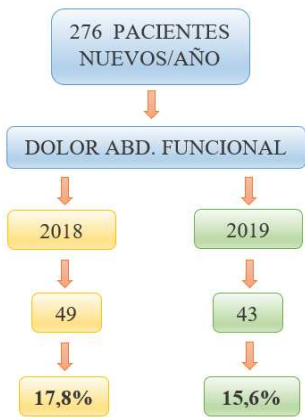 276 PACIENTES
NUEVOS/AÑO
DOLOR ABD. FUNCIONAL
2018
2019
49
43
17,8%
15,6%